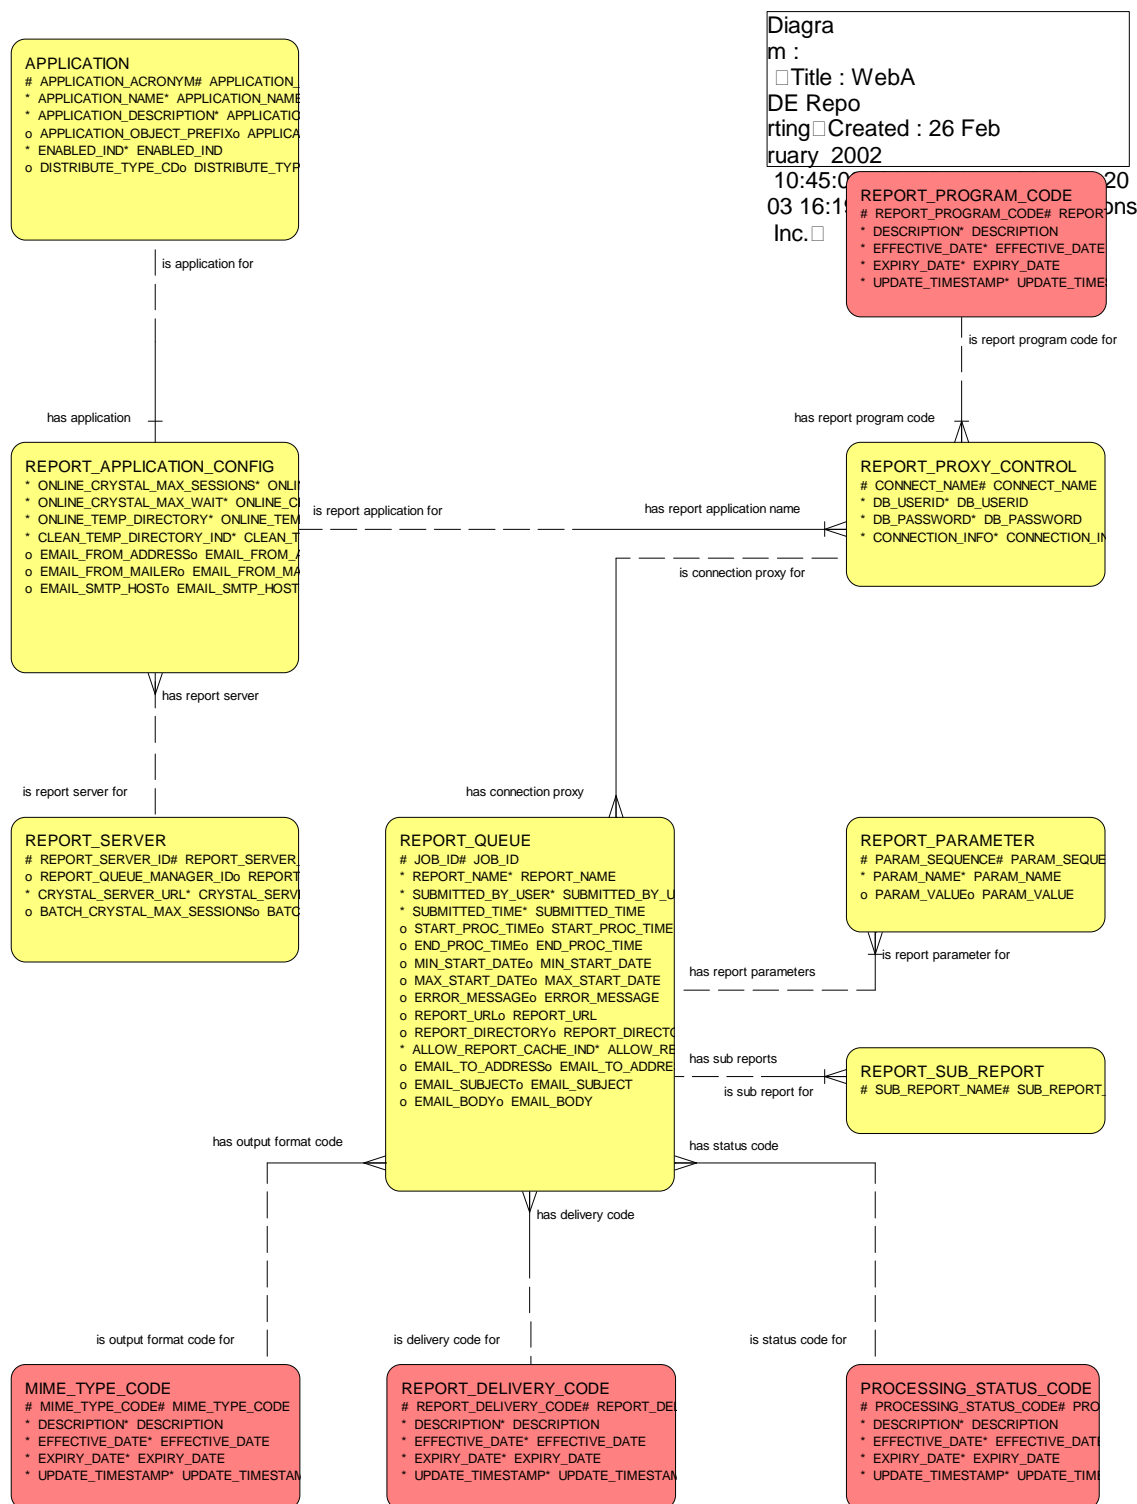 Diagra
m :
□Title : WebA
DE Repo
rting□Created : 26 Feb
ruary 2002
10:45:0 20
03 16:19 ons
Inc.□
APPLICATION
# APPLICATION_ACRONYM# APPLICATION_
* APPLICATION_NAME* APPLICATION_NAME
* APPLICATION_DESCRIPTION* APPLICATIO
o APPLICATION_OBJECT_PREFIXo APPLICA
* ENABLED_IND* ENABLED_IND
o DISTRIBUTE_TYPE_CDo DISTRIBUTE_TYP
REPORT_PROGRAM_CODE
# REPORT_PROGRAM_CODE# REPORT
* DESCRIPTION* DESCRIPTION
* EFFECTIVE_DATE* EFFECTIVE_DATE
* EXPIRY_DATE* EXPIRY_DATE
* UPDATE_TIMESTAMP* UPDATE_TIMES
is application for
is report program code for
has application
has report program code
REPORT_APPLICATION_CONFIG
* ONLINE_CRYSTAL_MAX_SESSIONS* ONLI
* ONLINE_CRYSTAL_MAX_WAIT* ONLINE_C
* ONLINE_TEMP_DIRECTORY* ONLINE_TEM
* CLEAN_TEMP_DIRECTORY_IND* CLEAN_T
o EMAIL_FROM_ADDRESSo EMAIL_FROM_A
o EMAIL_FROM_MAILERo EMAIL_FROM_MA
o EMAIL_SMTP_HOSTo EMAIL_SMTP_HOST
REPORT_PROXY_CONTROL
# CONNECT_NAME# CONNECT_NAME
* DB_USERID* DB_USERID
* DB_PASSWORD* DB_PASSWORD
* CONNECTION_INFO* CONNECTION_IN
is report application for
has report application name
is connection proxy for
has report server
is report server for
has connection proxy
REPORT_SERVER
# REPORT_SERVER_ID# REPORT_SERVER_
o REPORT_QUEUE_MANAGER_IDo REPORT
* CRYSTAL_SERVER_URL* CRYSTAL_SERV
o BATCH_CRYSTAL_MAX_SESSIONSo BATC
REPORT_QUEUE
# JOB_ID# JOB_ID
* REPORT_NAME* REPORT_NAME
* SUBMITTED_BY_USER* SUBMITTED_BY_U
* SUBMITTED_TIME* SUBMITTED_TIME
o START_PROC_TIMEo START_PROC_TIME
o END_PROC_TIMEo END_PROC_TIME
o MIN_START_DATEo MIN_START_DATE
o MAX_START_DATEo MAX_START_DATE
o ERROR_MESSAGEo ERROR_MESSAGE
o REPORT_URLo REPORT_URL
o REPORT_DIRECTORYo REPORT_DIRECTO
* ALLOW_REPORT_CACHE_IND* ALLOW_RE
o EMAIL_TO_ADDRESSo EMAIL_TO_ADDRE
o EMAIL_SUBJECTo EMAIL_SUBJECT
o EMAIL_BODYo EMAIL_BODY
REPORT_PARAMETER
# PARAM_SEQUENCE# PARAM_SEQUE
* PARAM_NAME* PARAM_NAME
o PARAM_VALUEo PARAM_VALUE
is report parameter for
has report parameters
has sub reports
is sub report for
REPORT_SUB_REPORT
# SUB_REPORT_NAME# SUB_REPORT_
has output format code
has status code
has delivery code
is output format code for
is delivery code for
is status code for
MIME_TYPE_CODE
# MIME_TYPE_CODE# MIME_TYPE_CODE
* DESCRIPTION* DESCRIPTION
* EFFECTIVE_DATE* EFFECTIVE_DATE
* EXPIRY_DATE* EXPIRY_DATE
* UPDATE_TIMESTAMP* UPDATE_TIMESTAM
REPORT_DELIVERY_CODE
# REPORT_DELIVERY_CODE# REPORT_DEL
* DESCRIPTION* DESCRIPTION
* EFFECTIVE_DATE* EFFECTIVE_DATE
* EXPIRY_DATE* EXPIRY_DATE
* UPDATE_TIMESTAMP* UPDATE_TIMESTAM
PROCESSING_STATUS_CODE
# PROCESSING_STATUS_CODE# PRO
* DESCRIPTION* DESCRIPTION
* EFFECTIVE_DATE* EFFECTIVE_DATE
* EXPIRY_DATE* EXPIRY_DATE
* UPDATE_TIMESTAMP* UPDATE_TIME